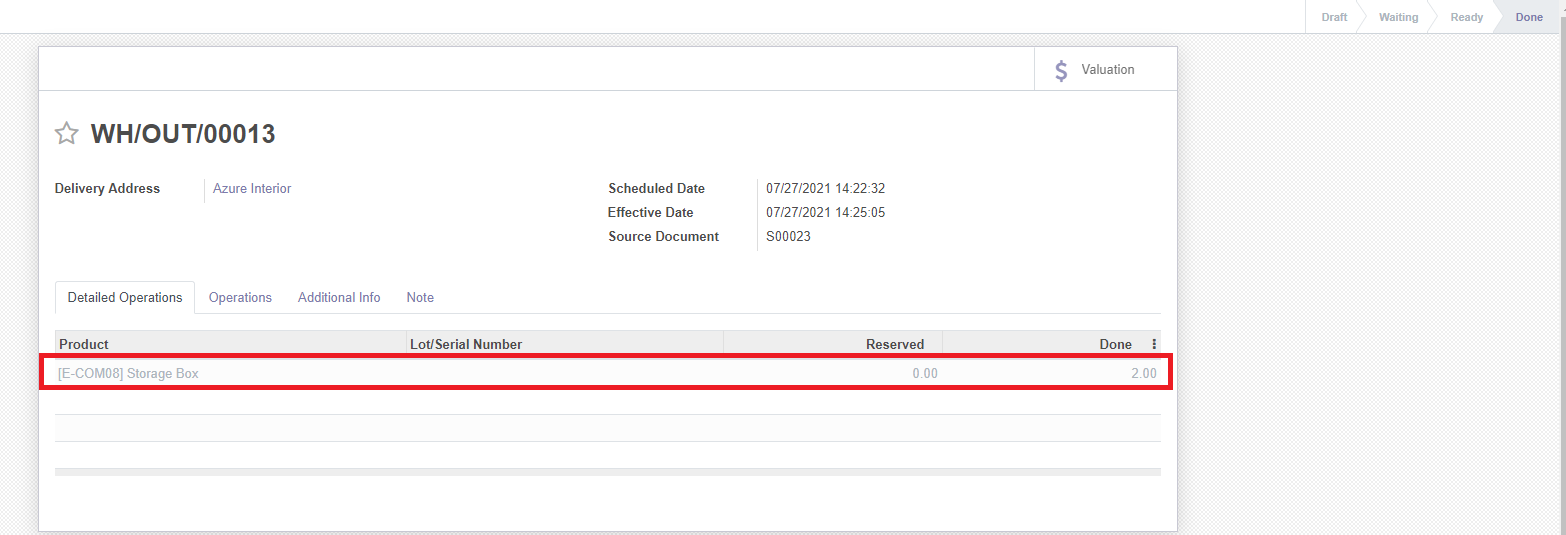 Draft Waiting Ready Done
$ Valuation
WH/OUT/00013
Delivery Address Azure Interior Scheduled Date 07/27/2021 14:22:32
Effective Date 07/27/2021 14:25:05
Source Document S00023
Detailed Operations Operations Additional Info Note
Product Lot/Serial Number Reserved Done
[E-COM08] Storage Box 0.00 2.00